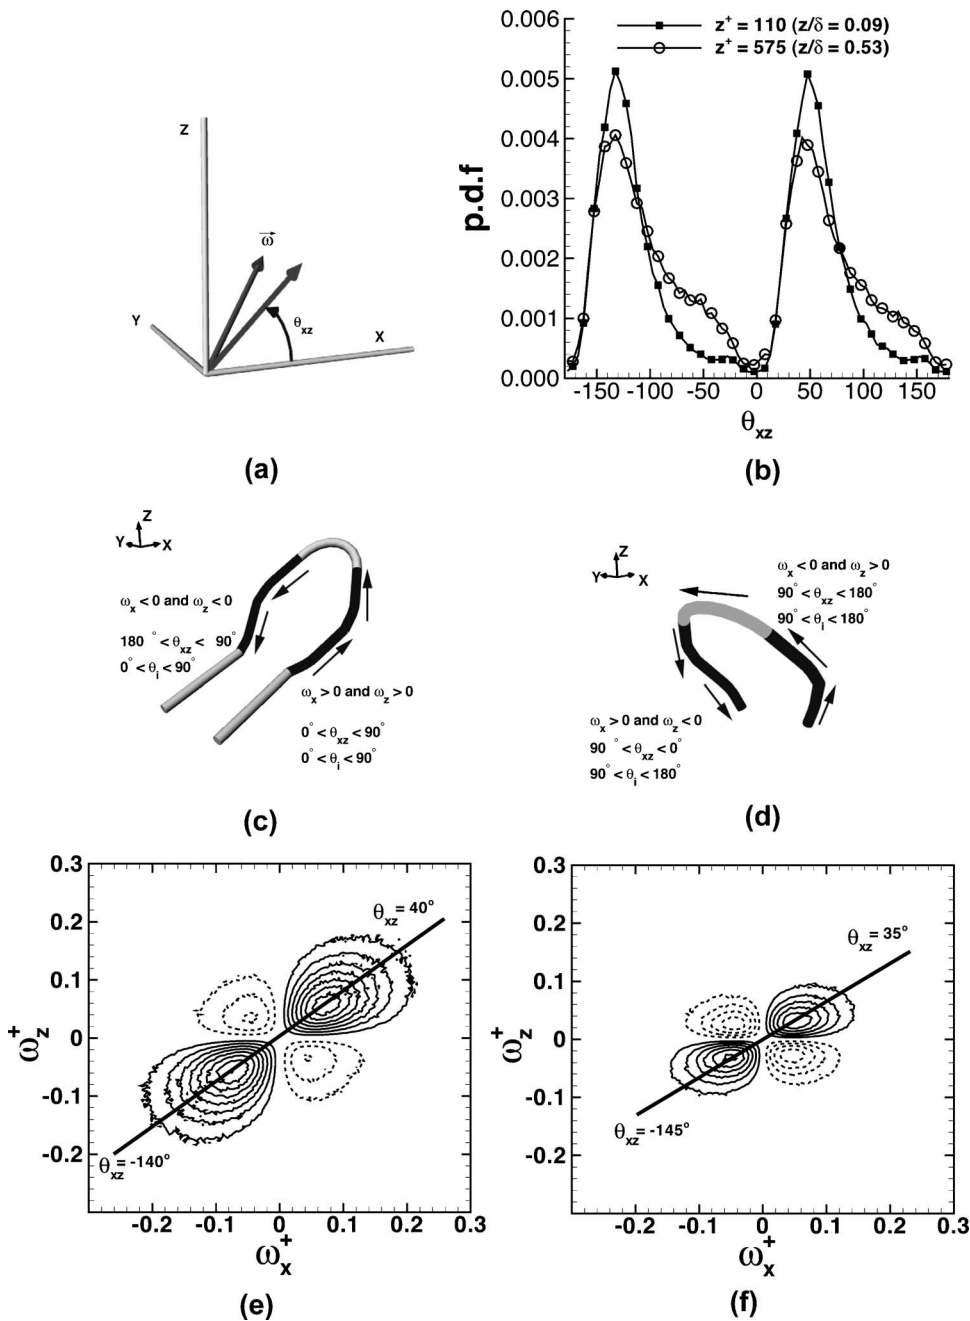 Z
ω
Y
X
θxz
(a)
p.d.f
0.006
0.005
0.004
0.003
0.002
0.001
0.000
z+ = 110 (z/δ = 0.09)
z+ = 575 (z/δ = 0.53)
-150 -100 -50 0 50 100 150
θxz
(b)
Z
Y X
ωx < 0 and ωz < 0
180 ° < θxz < 90°
0° < θi < 90°
ωx > 0 and ωz > 0
0° < θxz < 90°
0° < θi < 90°
(c)
Z
Y X
ωx < 0 and ωz > 0
90° < θxz < 180°
90° < θi < 180°
ωx > 0 and ωz < 0
90 ° < θxz < 0°
90° < θi < 180°
(d)
ωz+
0.3
0.2
0.1
0
-0.1
-0.2
θxz = 40°
θxz = -140°
-0.2 -0.1 0 0.1 0.2 0.3
ωx+
(e)
ωz+
0.3
0.2
0.1
0
-0.1
-0.2
θxz = 35°
θxz = -145°
-0.2 -0.1 0 0.1 0.2 0.3
ωx+
(f)